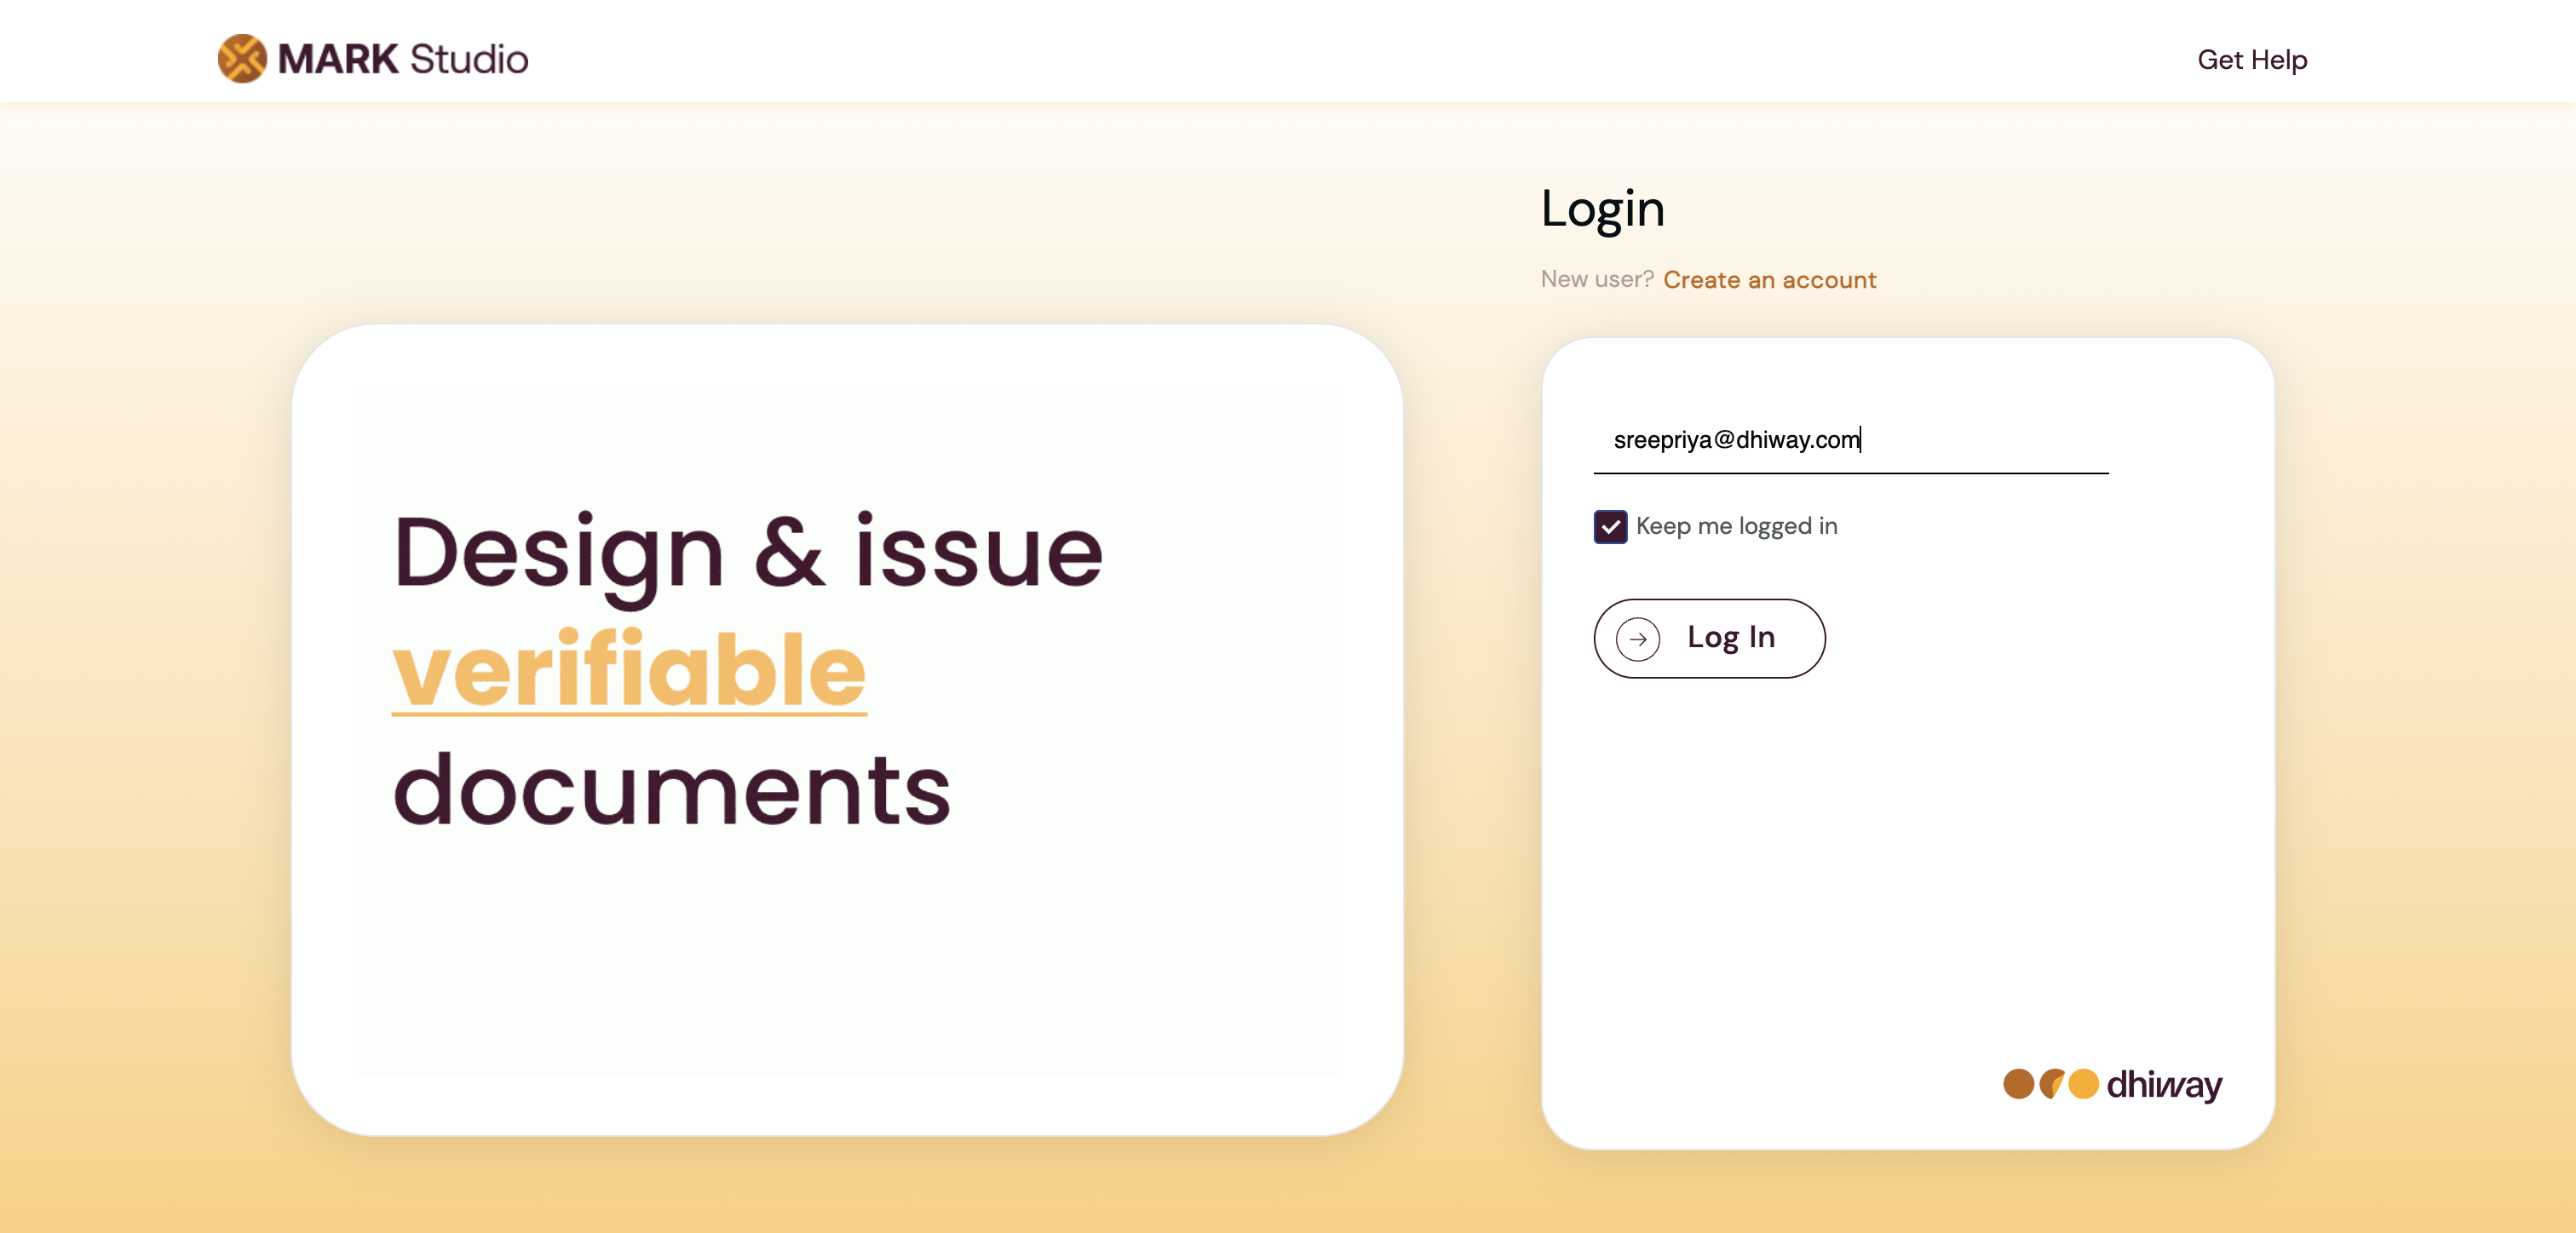 MARK Studio
Get Help
Login
New user? Create an account
Design & issue
verifiable
documents
sreepriya@dhiway.com
Keep me logged in
Log In
dhiway